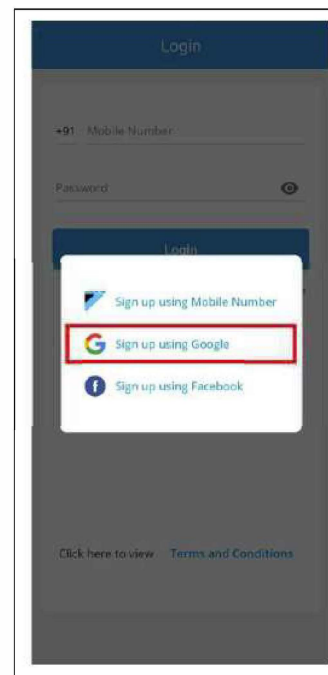 Login
+91 Mobile Number
Password
Login
Sign up using Mobile Number
Sign up using Google
Sign up using Facebook
Click here to view Terms and Conditions